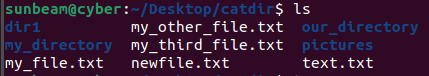 sunbeam@cyber:~/Desktop/catdir$ ls
dir1 my_other_file.txt our_directory
my_directory my_third_file.txt pictures
my_file.txt newfile.txt text.txt